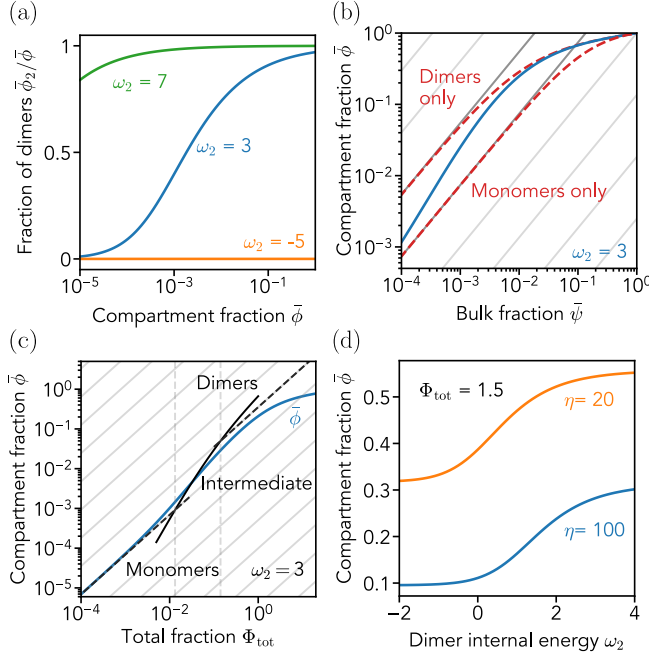 (a)
Fraction of dimers ϕ̄₂/ϕ̄
1
0.5
0
ω₂ = 7
ω₂ = 3
ω₂ = -5
10⁻⁵
10⁻³
10⁻¹
Compartment fraction ϕ̄
(b)
Compartment fraction ϕ̄
10⁰
10⁻¹
10⁻²
10⁻³
Dimers
only
Monomers only
ω₂ = 3
10⁻⁴
10⁻³
10⁻²
10⁻¹
10⁰
Bulk fraction ψ̄
(c)
Compartment fraction ϕ̄
10⁰
10⁻¹
10⁻²
10⁻³
10⁻⁴
10⁻⁵
Dimers
ϕ̄
Intermediate
Monomers
ω₂ = 3
10⁻⁴
10⁻²
10⁰
Total fraction Φtot
(d)
Compartment fraction ϕ̄
0.5
0.4
0.3
0.2
0.1
Φtot = 1.5
η= 20
η= 100
−2
0
2
4
Dimer internal energy ω₂